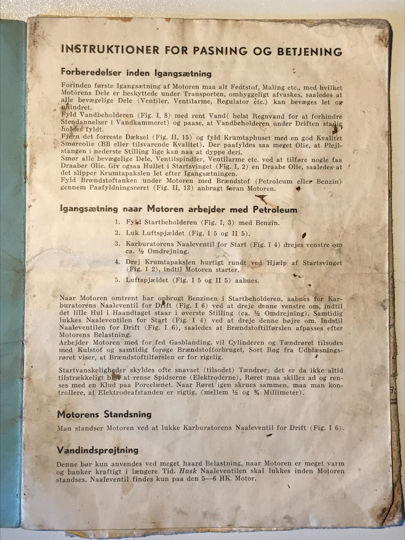 INSTRUKTIONER FOR PASNING OG BETJENING
Forberedelser inden Igangsætning
Forinden første Igangsætning af Motoren maa alt Fedtstof, Maling etc., med hvilket
Motorens Dele er beskyttede under Transporten, omhyggeligt afvaskes, saaledes at
alle bevægelige Dele (Ventiler, Ventilarme, Regulator etc.) kan bevæges let og
uhindret.
Fyld Vandbeholderen (Fig. I, 8) med rent Vand( helst Regnvand for at forhindre
Stendannelser i Vandkammeret) og paase, at Vandbeholderen under Driften stadig
holdes fyldt.
Fjern det forreste Dæksel (Fig. II, 15) og fyld Krumtaphuset med en god Kvalitet
Smøreolie (BB eller tilsvarende Kvalitet). Der paafyldes saa meget Olie, at Plejl-
stangen i nederste Stilling lige kan naa at dyppe deri.
Smør alle bevægelige Dele, Ventilspindler, Ventilarme etc. ved at tilføre nogle faa
Draaber Olie. Giv ogsaa Hullet i Startsvinget (Fig. I, 2) en Draabe Olie, saaledes at
det slipper Krumtapakslen let efter Igangsætningen.
Fyld Brændstoftanken under Motoren med Brændstof (Petroleum eller Benzin)
gennem Paafyldningsrøret (Fig. II, 13) anbragt foran Motoren.
Igangsætning naar Motoren arbejder med Petroleum
1. Fyld Startbeholderen (Fig. I, 3) med Benzin.
2. Luk Luftspjældet (Fig. I 5 og II 5).
3. Karburatorens Naaleventil for Start (Fig. I 4) drejes venstre om
ca. ½ Omdrejning.
4. Drej Krumtapakslen hurtigt rundt ved Hjælp af Startsvinget
(Fig. I 2), indtil Motoren starter.
5. Luftspjældet (Fig. I 5 og II 5) aabnes.
Naar Motoren omtrent har opbrugt Benzinen i Startbeholderen, aabnes for Kar-
buratorens Naaleventil for Drift (Fig. I 6) ved at dreje denne venstre om, indtil
det lille Hul i Haandtaget staar i øverste Stilling (ca. ½ Omdrejning). Samtidig
lukkes Naaleventilen for Start (Fig. I 4) ved at dreje denne højre om. Indstil
Naaleventilen for Drift (Fig. I 6), saaledes at Brændstoftilførslen afpasses efter
Motorens Belastning.
Arbejder Motoren med for fed Gasblanding, vil Cylinderen og Tændrøret tilsodes
med Kulstof og samtidig forøge Brændstofforbruget. Sort Røg fra Udblæsnings-
røret viser, at Brændstoftilførslen er for rigelig.
Startvanskeligheder skyldes ofte snavset (tilsodet) Tændrør; det er da ikke altid
tilstrækkeligt at rense Spidserne (Elektroderne), Røret maa skilles ad og ren-
ses med en Klud paa Porcelænet. Naar Røret igen skrues sammen, maa man kon-
trollere, at Elektrodeafstanden er rigtig, (mellem ½ og Millimeter).
Motorens Standsning
Man standser Motoren ved at lukke Karburatorens Naaleventil for Drift (Fig. I 6).
Vandindsprøjtning
Denne bør kun anvendes ved meget haard Belastning, naar Motoren er meget varm
og banker kraftigt i længere Tid. Husk Naaleventilen skal lukkes inden Motoren
standses. Naaleventil findes kun paa den 5—6 HK. Motor.